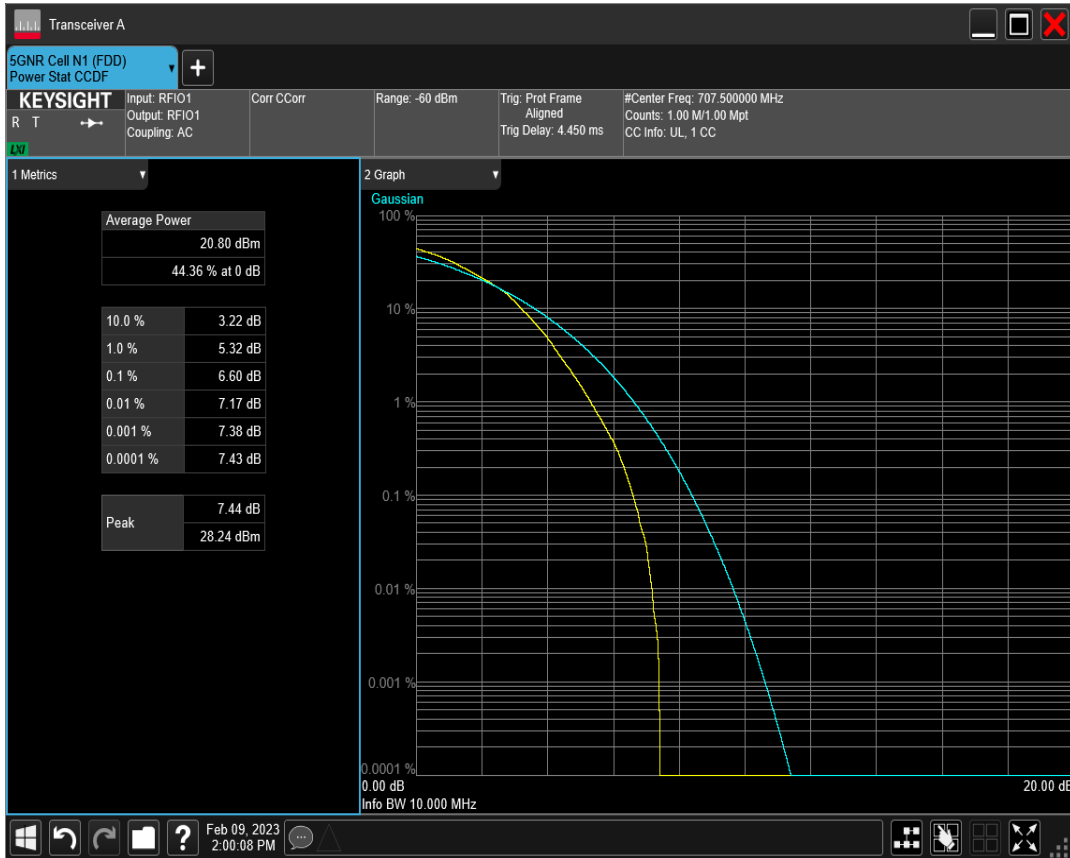 Transceiver A
5GNR Cell N1 (FDD)
Power Stat CCDF
+
KEYSIGHT
R T
LXI
Input: RFIO1
Output: RFIO1
Coupling: AC
Corr CCorr
Range: -60 dBm
Trig: Prot Frame
Aligned
Trig Delay: 4.450 ms
#Center Freq: 707.500000 MHz
Counts: 1.00 M/1.00 Mpt
CC Info: UL, 1 CC
1 Metrics
Average Power
20.80 dBm
44.36 % at 0 dB
10.0 % 3.22 dB
1.0 % 5.32 dB
0.1 % 6.60 dB
0.01 % 7.17 dB
0.001 % 7.38 dB
0.0001 % 7.43 dB
Peak 7.44 dB
28.24 dBm
2 Graph
Gaussian
100 %
10 %
1 %
0.1 %
0.01 %
0.001 %
0.0001 %
0.00 dB 20.00 dB
Info BW 10.000 MHz
?
Feb 09, 2023
2:00:08 PM